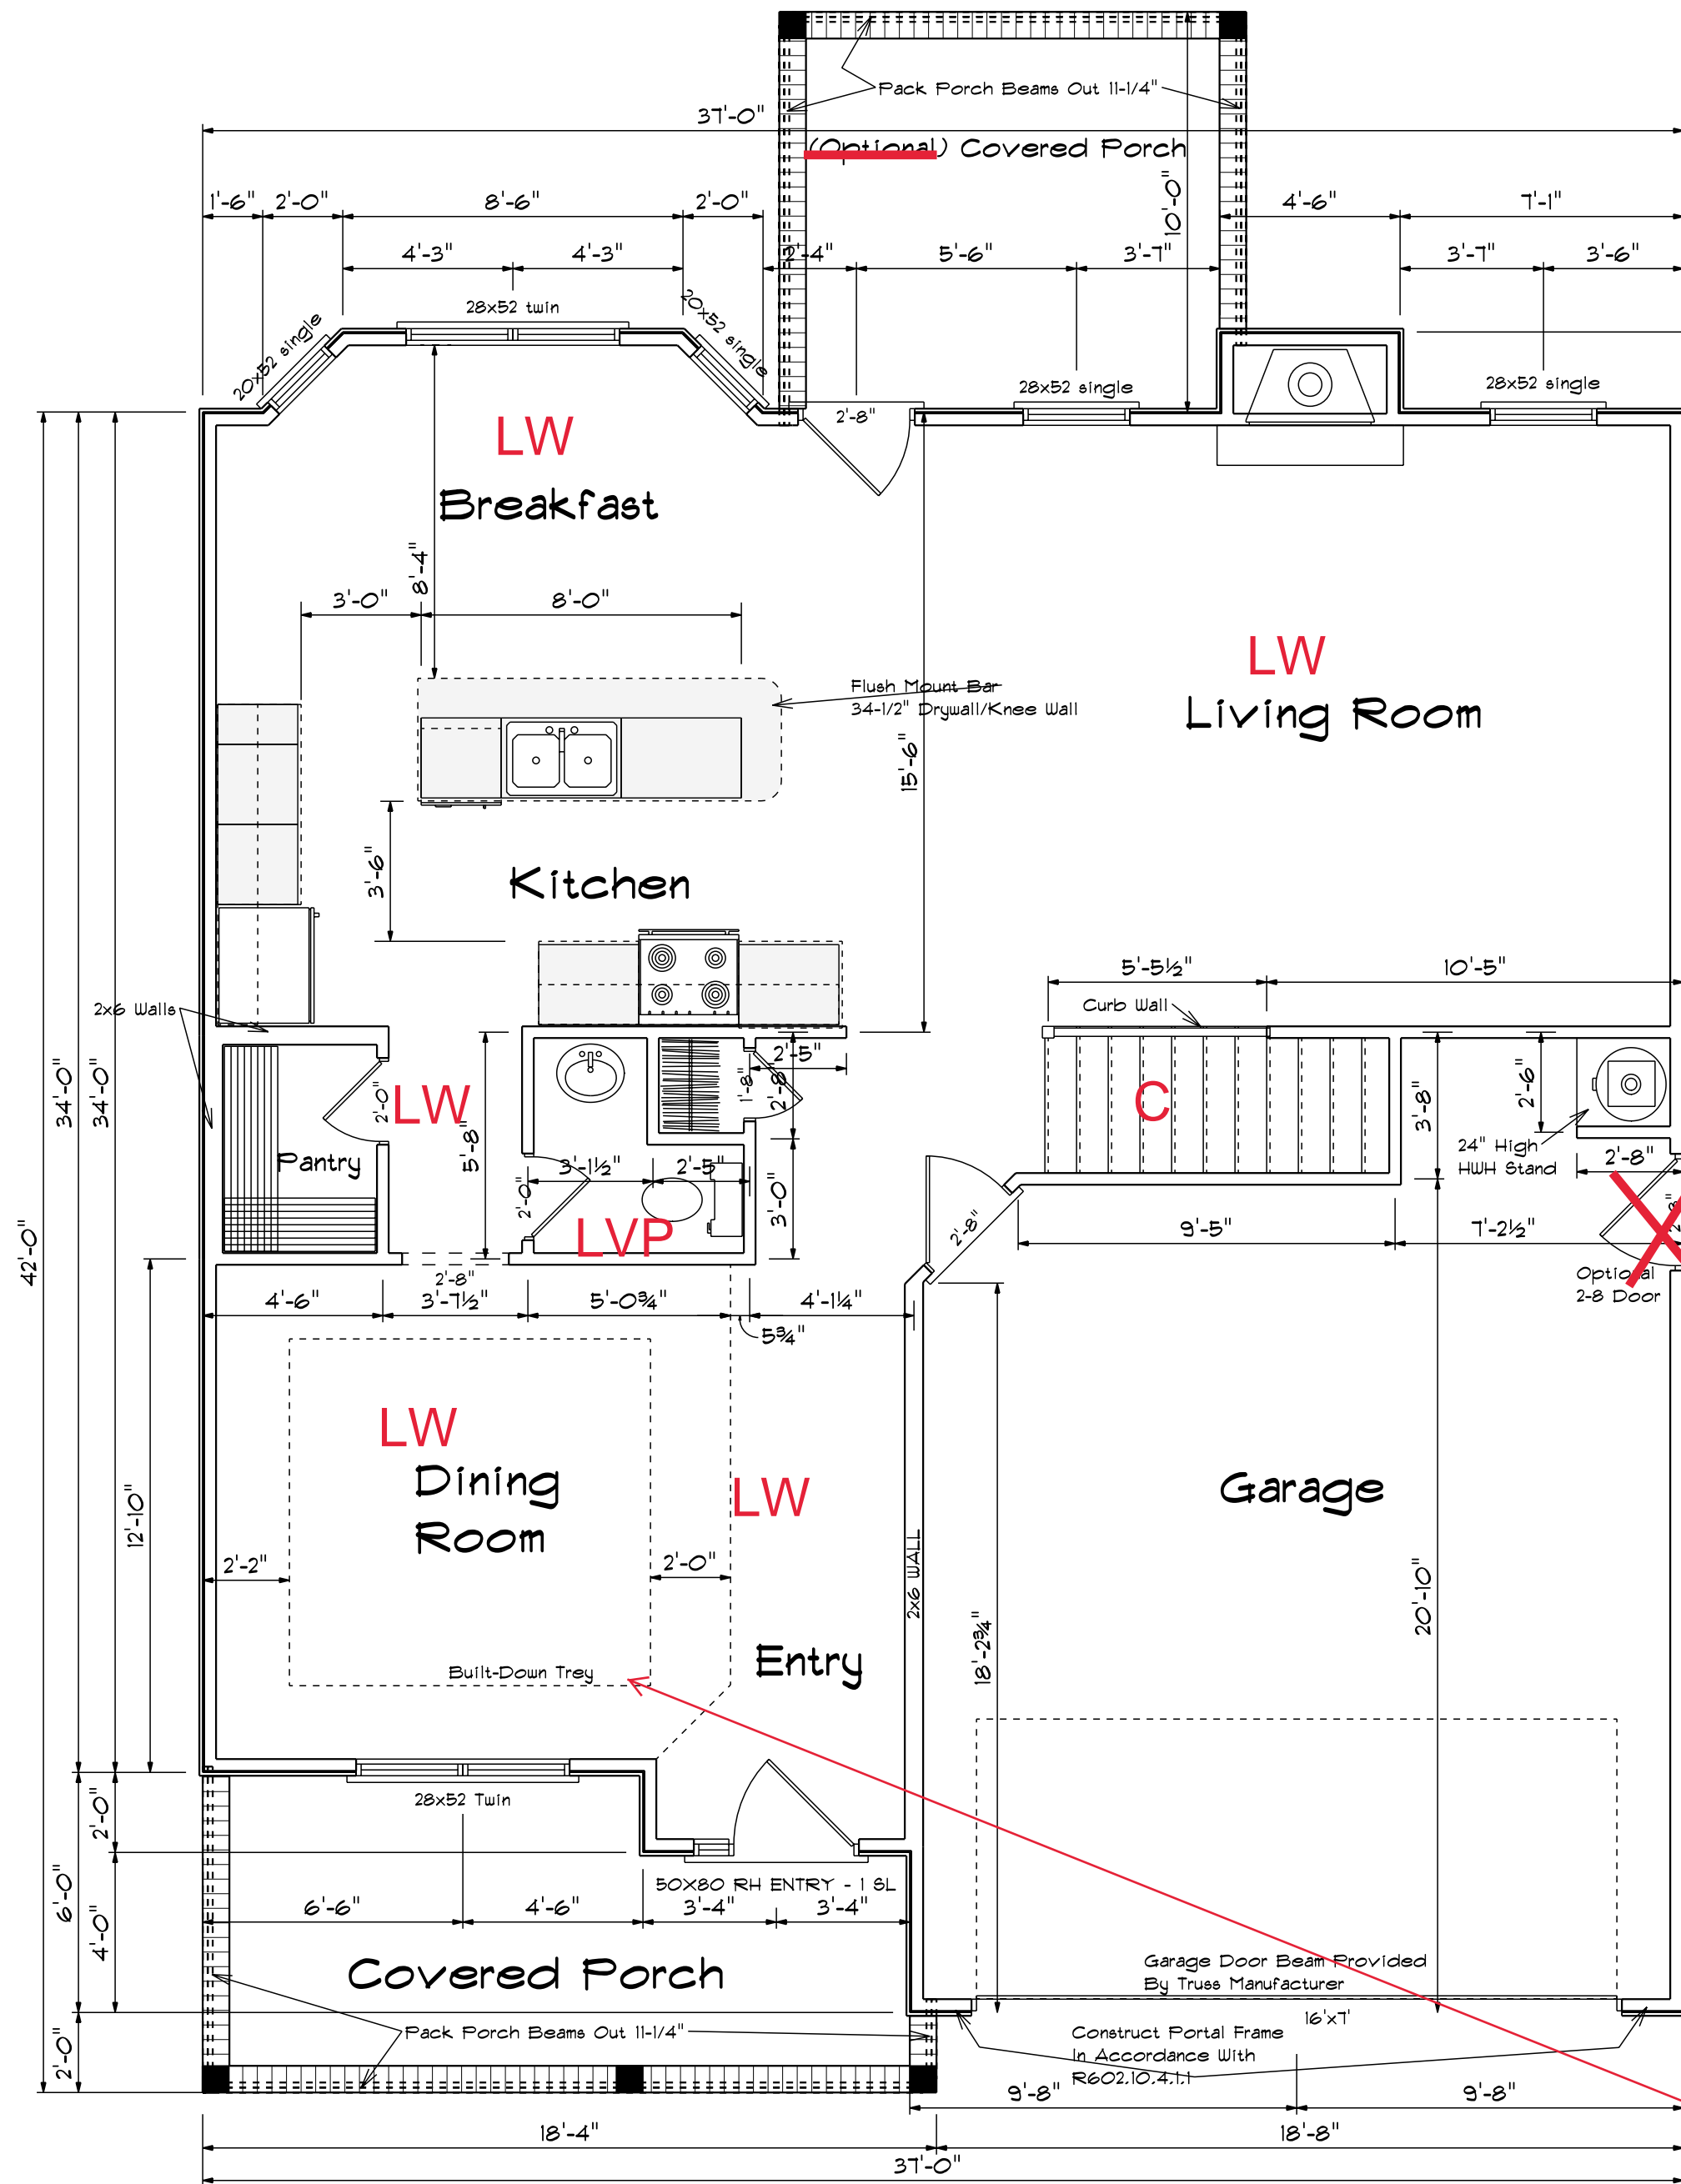 Pack Porch Beams Out 11-1/4"
37'-0"
(Optional) Covered Porch
10'-0"
1'-6"
2'-0"
8'-6"
2'-0"
4'-6"
7'-1"
4'-3"
4'-3"
2'-4"
5'-6"
3'-7"
3'-7"
3'-6"
28x52 twin
20x52 single
20x52 single
28x52 single
28x52 single
2'-8"
LW
Breakfast
8'-4"
3'-0"
8'-0"
LW
Living Room
Flush Mount Bar
34-1/2" Drywall/Knee Wall
15'-6"
3'-6"
Kitchen
5'-5½"
10'-5"
Curb Wall
2x6 Walls
34'-0"
34'-0"
42'-0"
LW
2'-0"
5'-8"
Pantry
2'-5"
1'-8"
2'-8"
3'-1½"
2'-5"
2'-0"
3'-0"
LVP
C
3'-8"
2'-6"
24" High
HWH Stand
2'-8"
2'-8"
9'-5"
7'-2½"
Optional
2-8 Door
2'-8"
4'-6"
3'-7½"
5'-0¾"
4'-1¼"
5¾"
LW
Dining
Room
LW
12'-10"
2'-2"
2'-0"
2x6 WALL
Garage
20'-10"
18'-2¾"
Entry
Built-Down Trey
28x52 Twin
2'-0"
6'-0"
4'-0"
2'-0"
50X80 RH ENTRY - 1 SL
6'-6"
4'-6"
3'-4"
3'-4"
Covered Porch
Garage Door Beam Provided
By Truss Manufacturer
16'x7'
Pack Porch Beams Out 11-1/4"
Construct Portal Frame
In Accordance With
R602.10.4.1.1
9'-8"
9'-8"
18'-4"
18'-8"
37'-0"